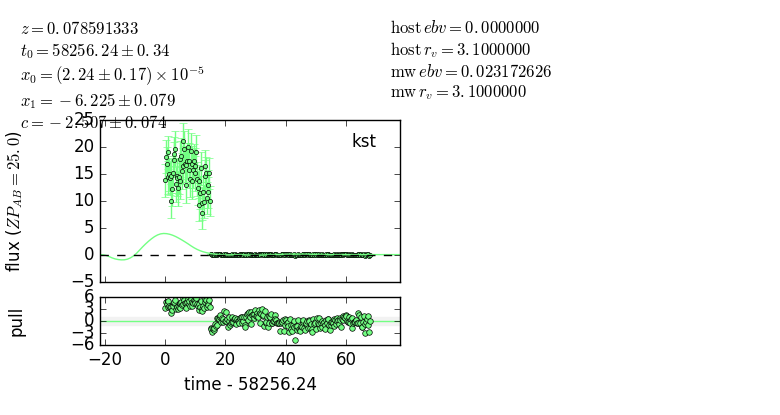 z = 0.078591333
t₀ = 58256.24 ± 0.34
x₀ = (2.24 ± 0.17) × 10⁻⁵
x₁ = −6.225 ± 0.079
± 0.074
host ebv = 0.0000000
host r_v = 3.1000000
mw ebv = 0.023172626
mw r_v = 3.1000000
kst
flux (ZP_AB = 25.0)
25
20
15
10
5
0
−5
pull
6
3
0
−3
−6
−20 0 20 40 60
time - 58256.24